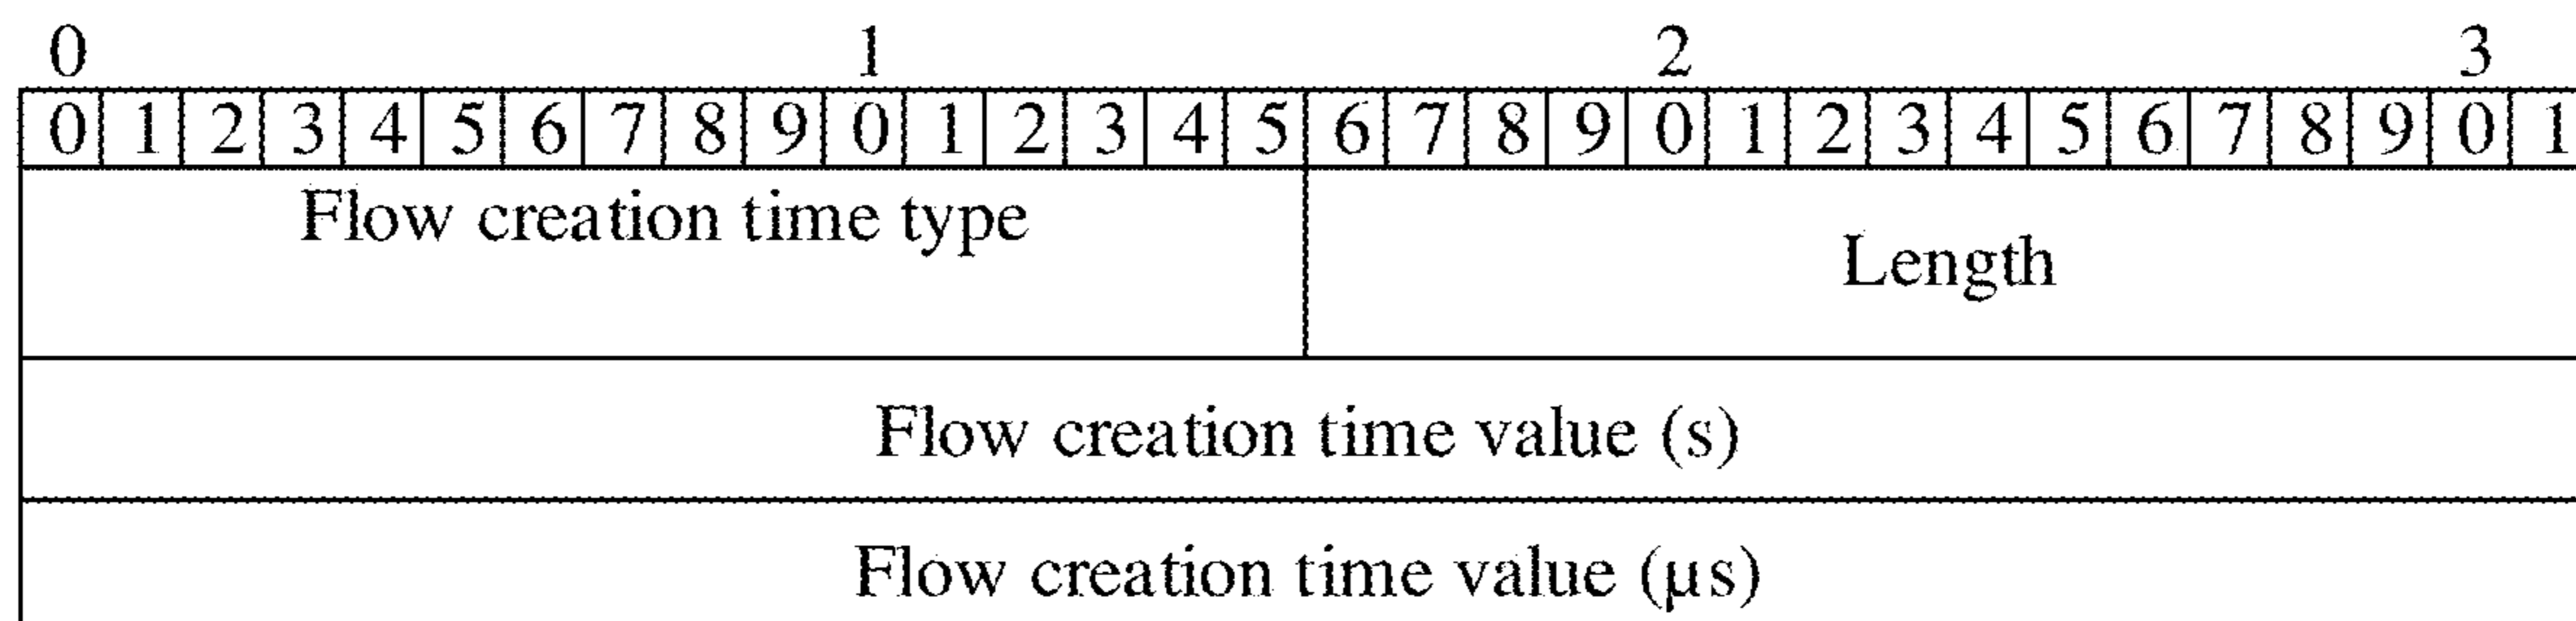 0 1 2 3
0 1 2 3 4 5 6 7 8 9 0 1 2 3 4 5 6 7 8 9 0 1 2 3 4 5 6 7 8 9 0 1
Flow creation time type
Length
Flow creation time value (s)
Flow creation time value (μs)